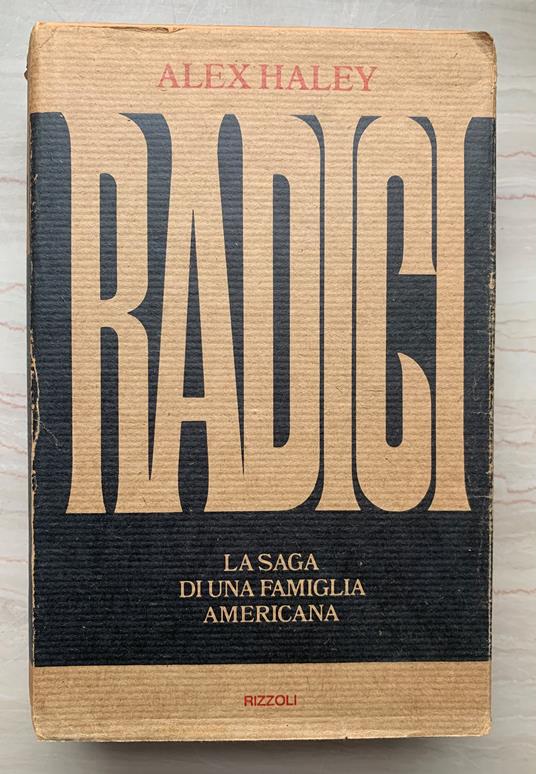 ALEX HALEY
RADICI
LA SAGA
DI UNA FAMIGLIA
AMERICANA
RIZZOLI